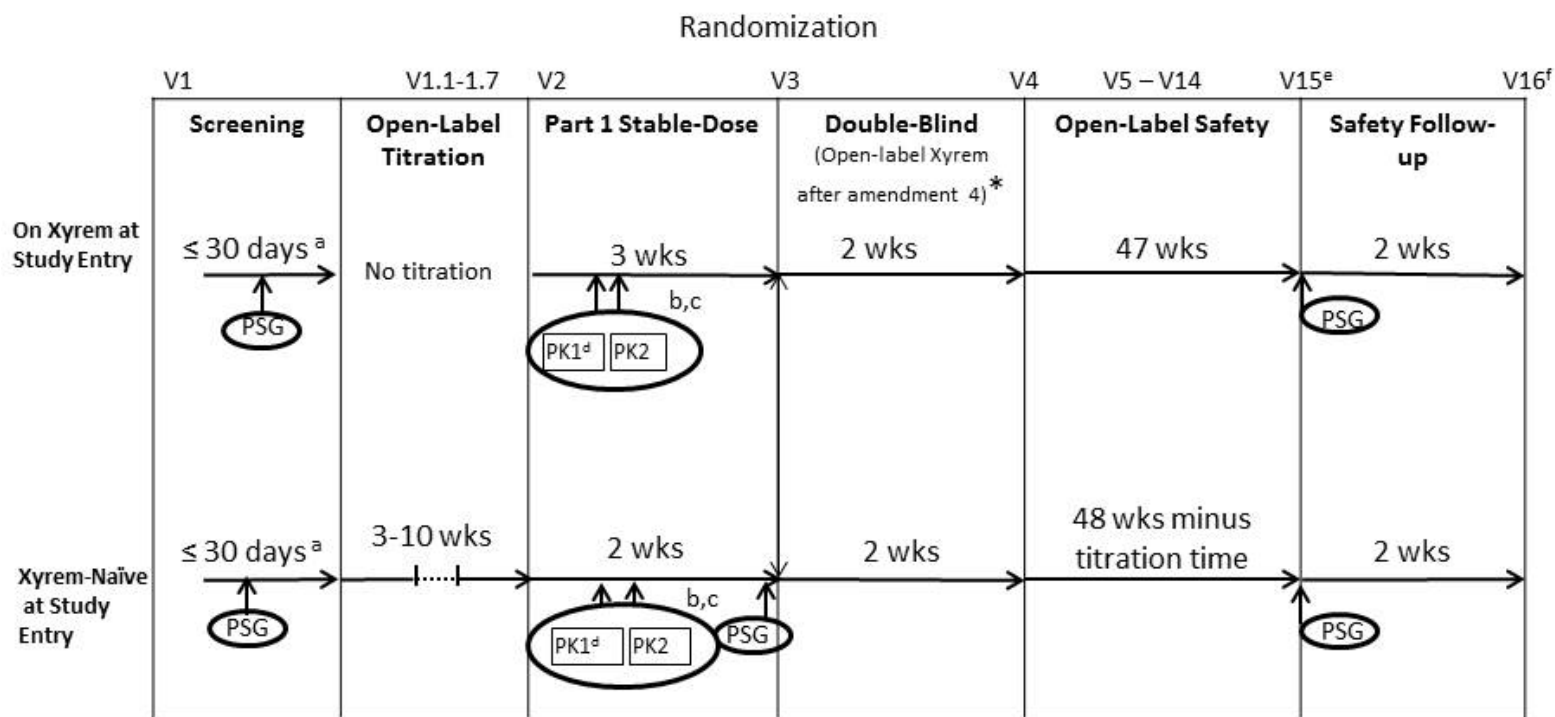 Randomization
V1 V1.1-1.7 V2 V3 V4 V5 – V14 V15ᵉ V16ᶠ
Screening
Open-Label
Titration
Part 1 Stable-Dose
Double-Blind
(Open-label Xyrem
after amendment 4)*
Open-Label Safety
Safety Follow-
up
On Xyrem at
Study Entry
≤ 30 days ᵃ
No titration
3 wks
2 wks
47 wks
2 wks
PSG
b,c
PK1ᵈ
PK2
PSG
Xyrem-Naïve
at Study
Entry
≤ 30 days ᵃ
3-10 wks
2 wks
2 wks
48 wks minus
titration time
2 wks
PSG
b,c
PK1ᵈ
PK2
PSG
PSG